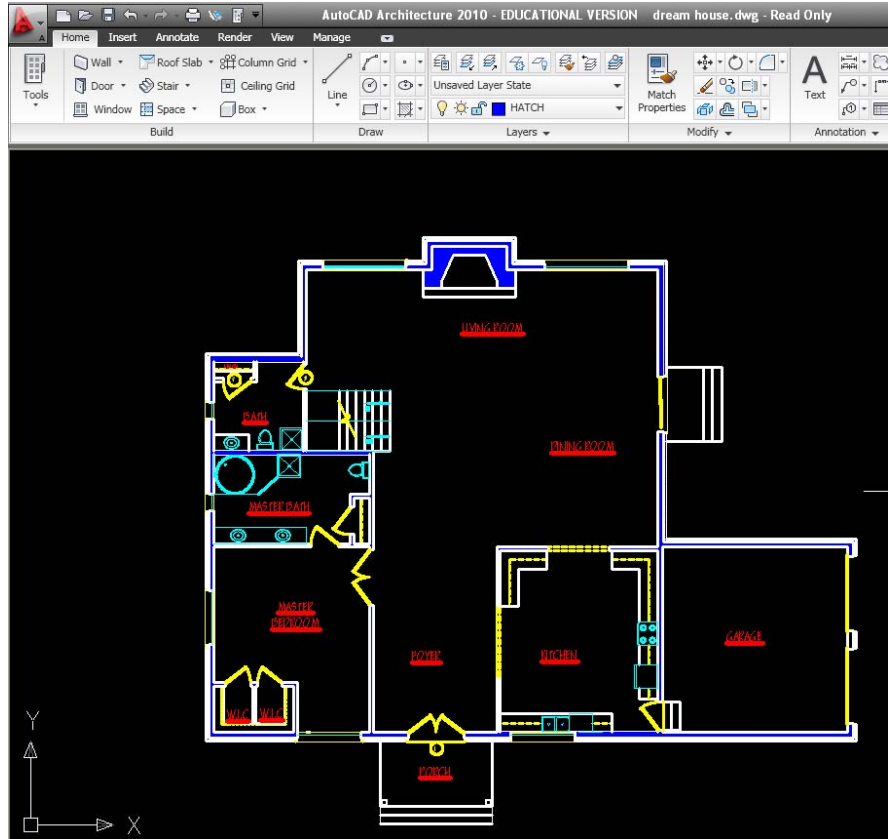 AutoCAD Architecture 2010 - EDUCATIONAL VERSION dream house.dwg - Read Only
Home Insert Annotate Render View Manage
Tools
Wall Roof Slab Column Grid
Door Stair Ceiling Grid
Window Space Box
Build
Line
Draw
Unsaved Layer State
HATCH
Layers
Match
Properties
Modify
A
Text
Annotation
LIVING ROOM
BATH
DINING ROOM
MASTER BATH
MASTER
BEDROOM
FOYER
KITCHEN
GARAGE
W.I.C
W.I.C
PORCH
Y
X